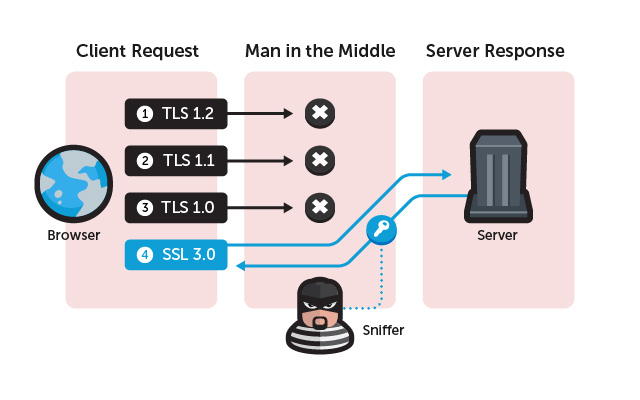 Client Request
Man in the Middle
Server Response
1 TLS 1.2
2 TLS 1.1
3 TLS 1.0
4 SSL 3.0
Browser
Server
Sniffer